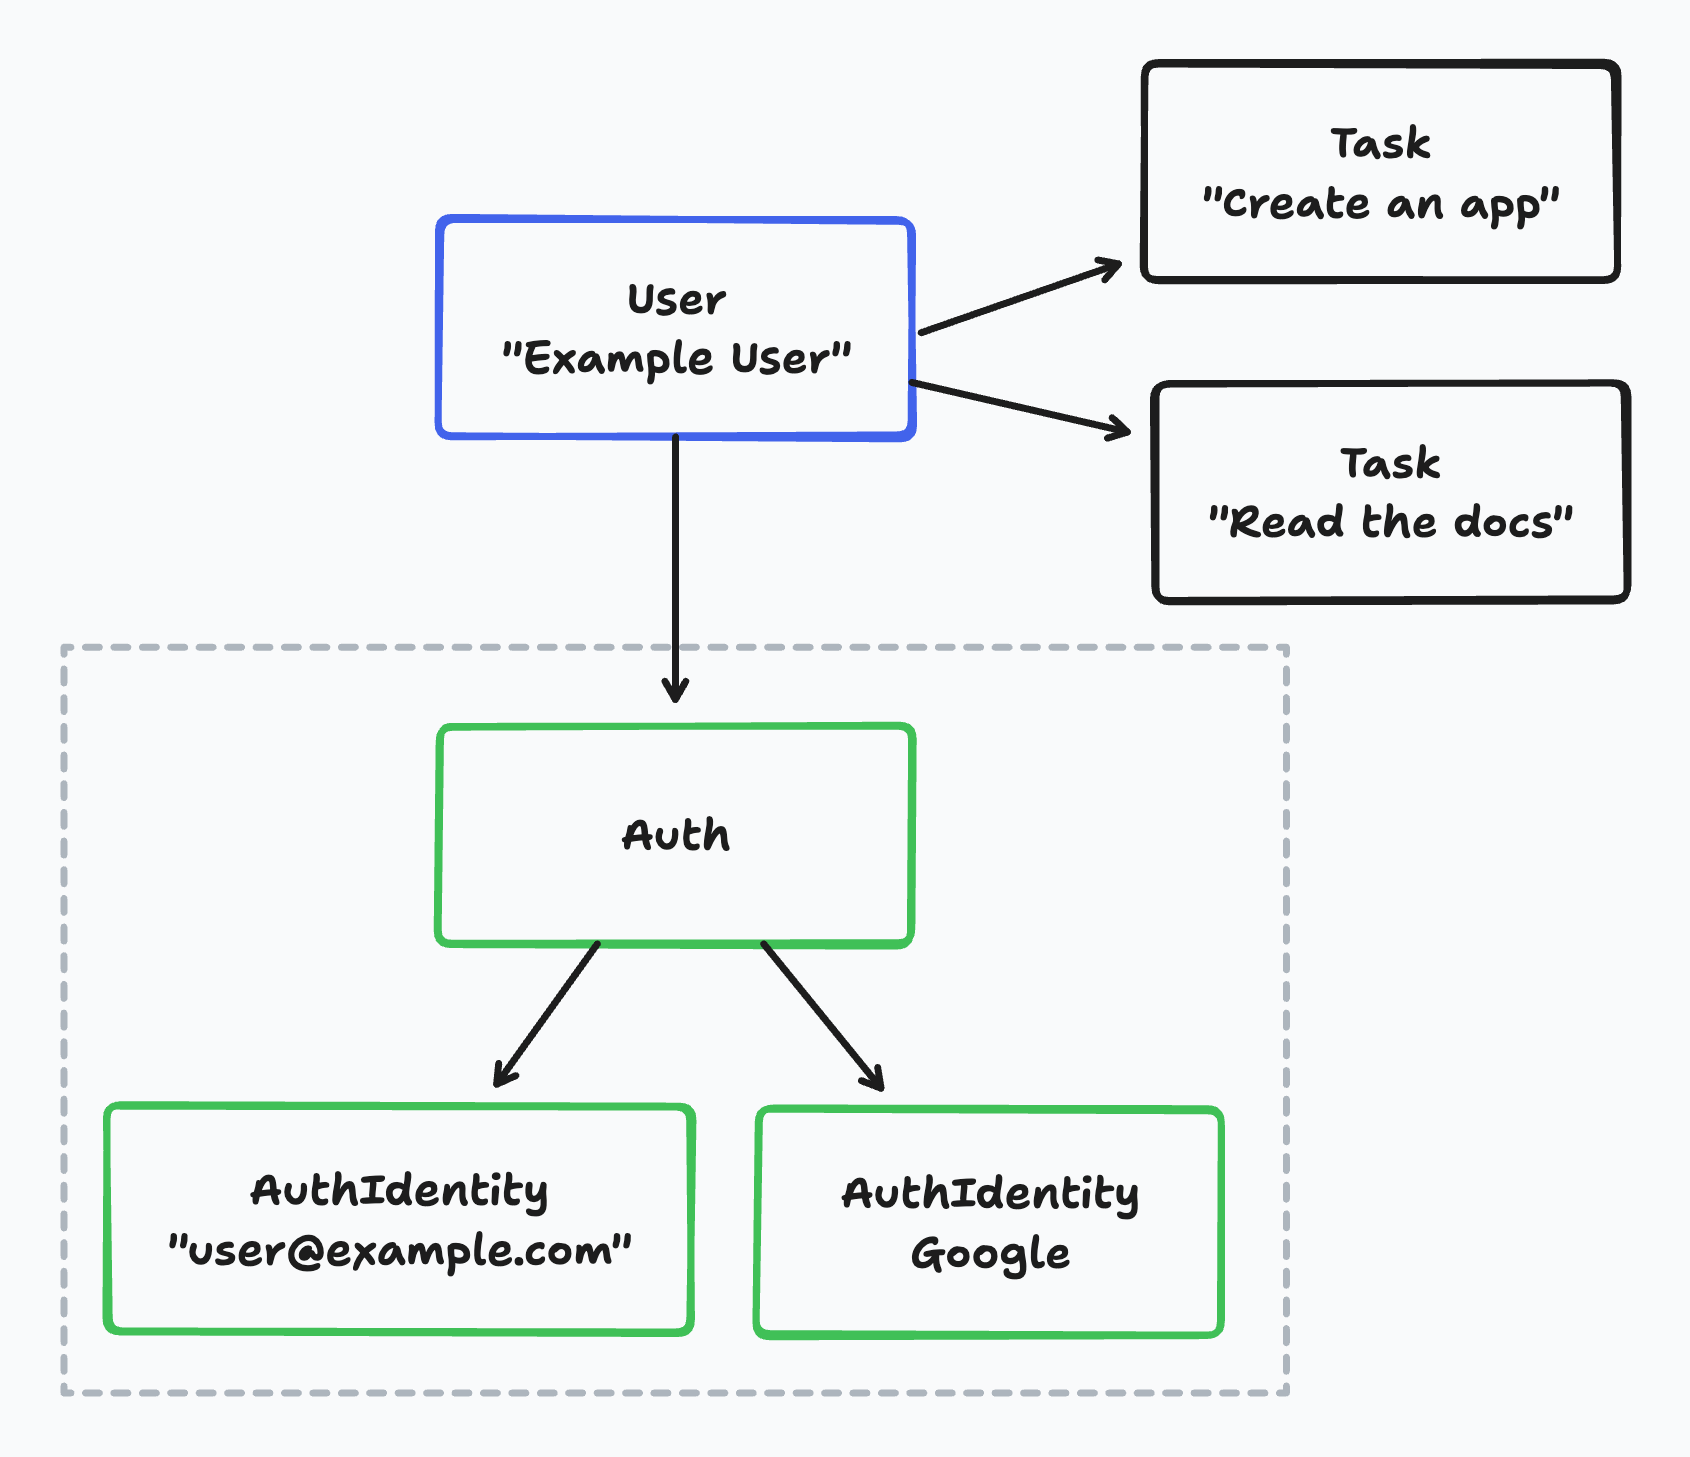 Task
"Create an app"
User
"Example User"
Task
"Read the docs"
Auth
AuthIdentity
"user@example.com"
AuthIdentity
Google